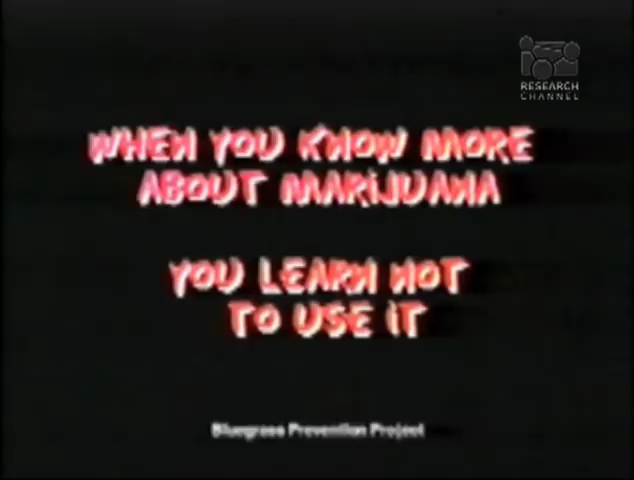 RESEARCH
CHANNEL
WHEN YOU KNOW MORE
ABOUT MARiJUANA
YOU LEARN NOT
TO USE iT
Bluegrass Prevention Project